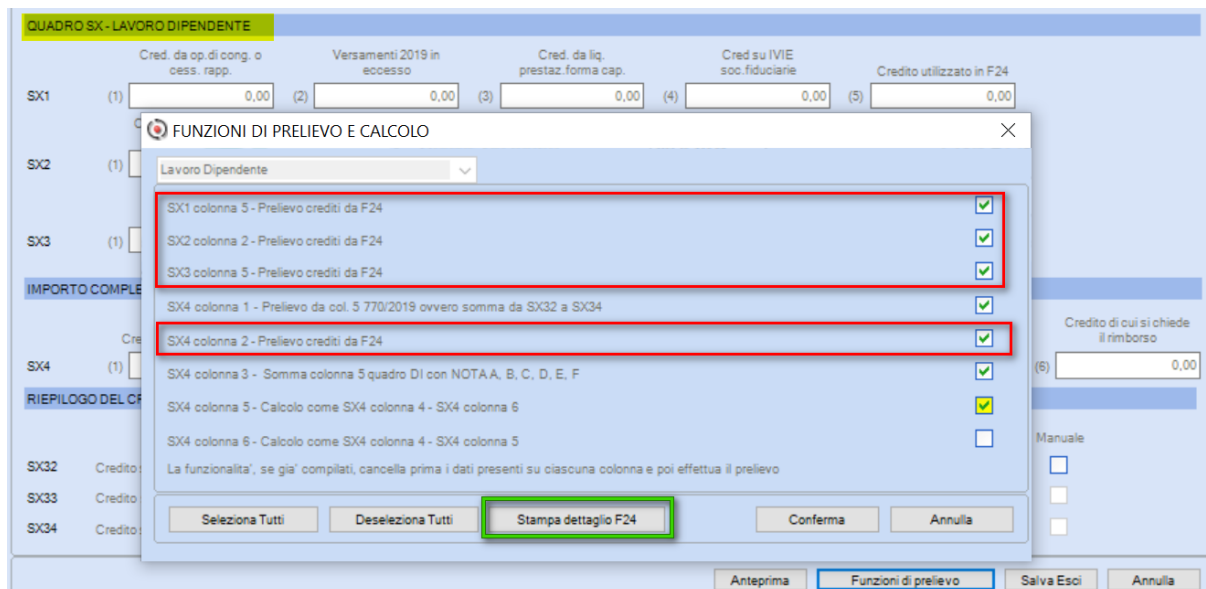 QUADRO SX - LAVORO DIPENDENTE
Cred. da op.di cong. o cess. rapp.
Versamenti 2019 in eccesso
Cred. da liq. prestaz.forma cap.
Cred su IVIE soc.fiduciarie
Credito utilizzato in F24
SX1 (1) 0,00 (2) 0,00 (3) 0,00 (4) 0,00 (5) 0,00
FUNZIONI DI PRELIEVO E CALCOLO
SX2 (1)
Lavoro Dipendente
SX1 colonna 5 - Prelievo crediti da F24
SX2 colonna 2 - Prelievo crediti da F24
SX3 (1)
SX3 colonna 5 - Prelievo crediti da F24
IMPORTO COMPLE
SX4 colonna 1 - Prelievo da col. 5 770/2019 ovvero somma da SX32 a SX34
Credito di cui si chiede il rimborso
Cre
SX4 colonna 2 - Prelievo crediti da F24
SX4 (1)
SX4 colonna 3 - Somma colonna 5 quadro DI con NOTA A, B, C, D, E, F
(6) 0,00
RIEPILOGO DEL CR
SX4 colonna 5 - Calcolo come SX4 colonna 4 - SX4 colonna 6
SX4 colonna 6 - Calcolo come SX4 colonna 4 - SX4 colonna 5
Manuale
SX32 Credito
La funzionalita', se gia' compilati, cancella prima i dati presenti su ciascuna colonna e poi effettua il prelievo
SX33 Credito
SX34 Credito
Seleziona Tutti
Deseleziona Tutti
Stampa dettaglio F24
Conferma
Annulla
Anteprima
Funzioni di prelievo
Salva Esci
Annulla